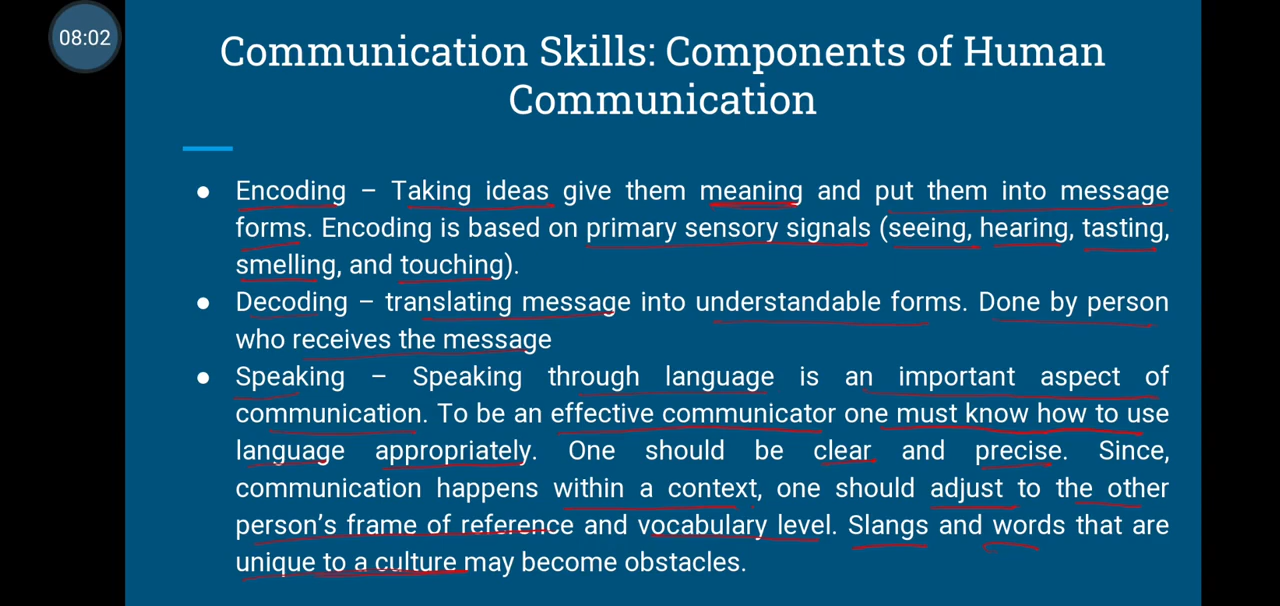 08:02
Communication Skills: Components of Human
Communication
● Encoding – Taking ideas give them meaning and put them into message
forms. Encoding is based on primary sensory signals (seeing, hearing, tasting,
smelling, and touching).
● Decoding – translating message into understandable forms. Done by person
who receives the message
● Speaking – Speaking through language is an important aspect of
communication. To be an effective communicator one must know how to use
language appropriately. One should be clear and precise. Since,
communication happens within a context, one should adjust to the other
person’s frame of reference and vocabulary level. Slangs and words that are
unique to a culture may become obstacles.